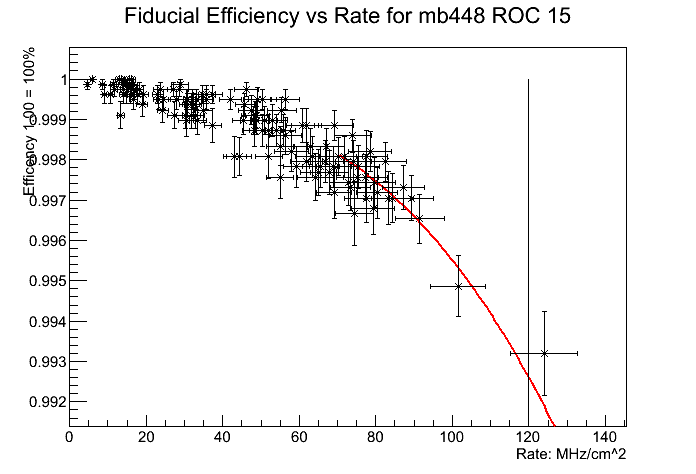 Fiducial Efficiency vs Rate for mb448 ROC 15
Efficency 1.00 = 100%
1
0.999
0.998
0.997
0.996
0.995
0.994
0.993
0.992
0 20 40 60 80 100 120 140
Rate: MHz/cm^2